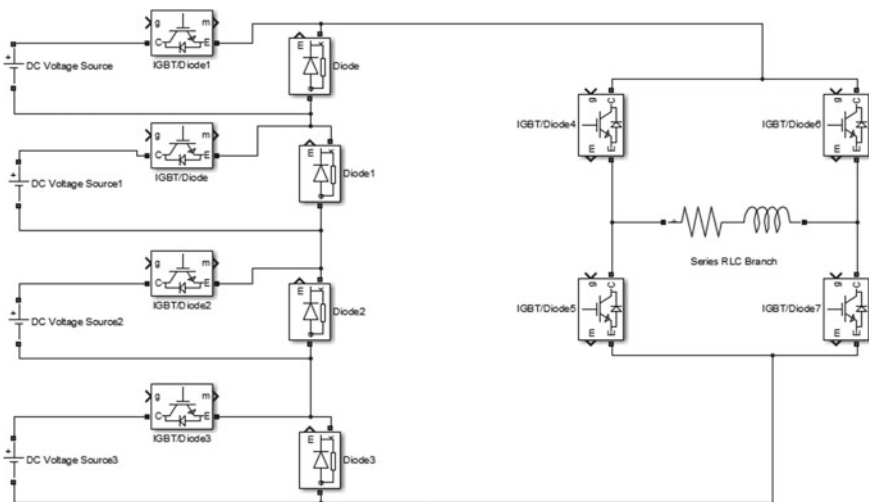 g
m
C
E
IGBT/Diode1
DC Voltage Source
m
Diode
g
m
C
E
IGBT/Diode
DC Voltage Source1
m
Diode1
g
m
C
E
IGBT/Diode2
DC Voltage Source2
m
Diode2
g
m
C
E
IGBT/Diode3
DC Voltage Source3
m
Diode3
g
C
IGBT/Diode4
m
E
g
C
IGBT/Diode6
m
E
Series RLC Branch
g
C
IGBT/Diode5
m
E
g
C
IGBT/Diode7
m
E